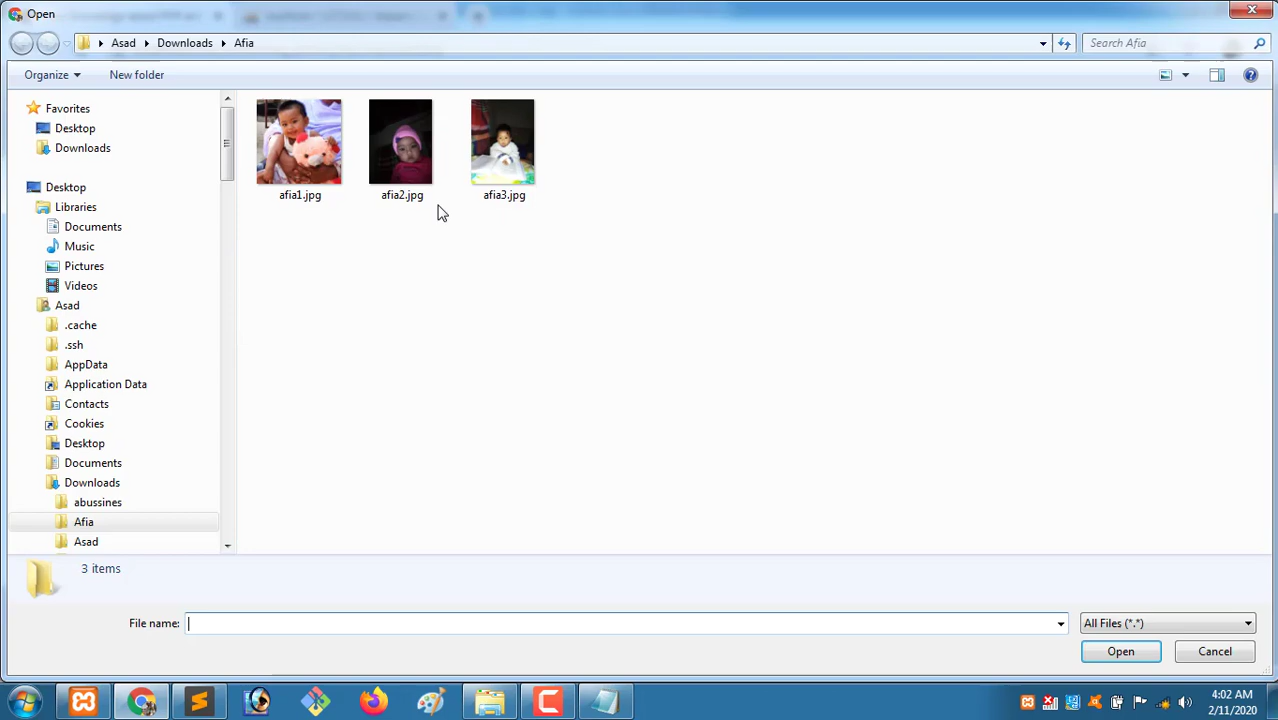 Open
Asad
Downloads
Afia
Search Afia
Organize
New folder
Favorites
Desktop
Downloads
Desktop
Libraries
Documents
Music
Pictures
Videos
Asad
.cache
.ssh
AppData
Application Data
Contacts
Cookies
Desktop
Documents
Downloads
abussines
Afia
Asad
afia1.jpg
afia2.jpg
afia3.jpg
3 items
File name:
All Files (*.*)
Open
Cancel
4:02 AM
2/11/2020